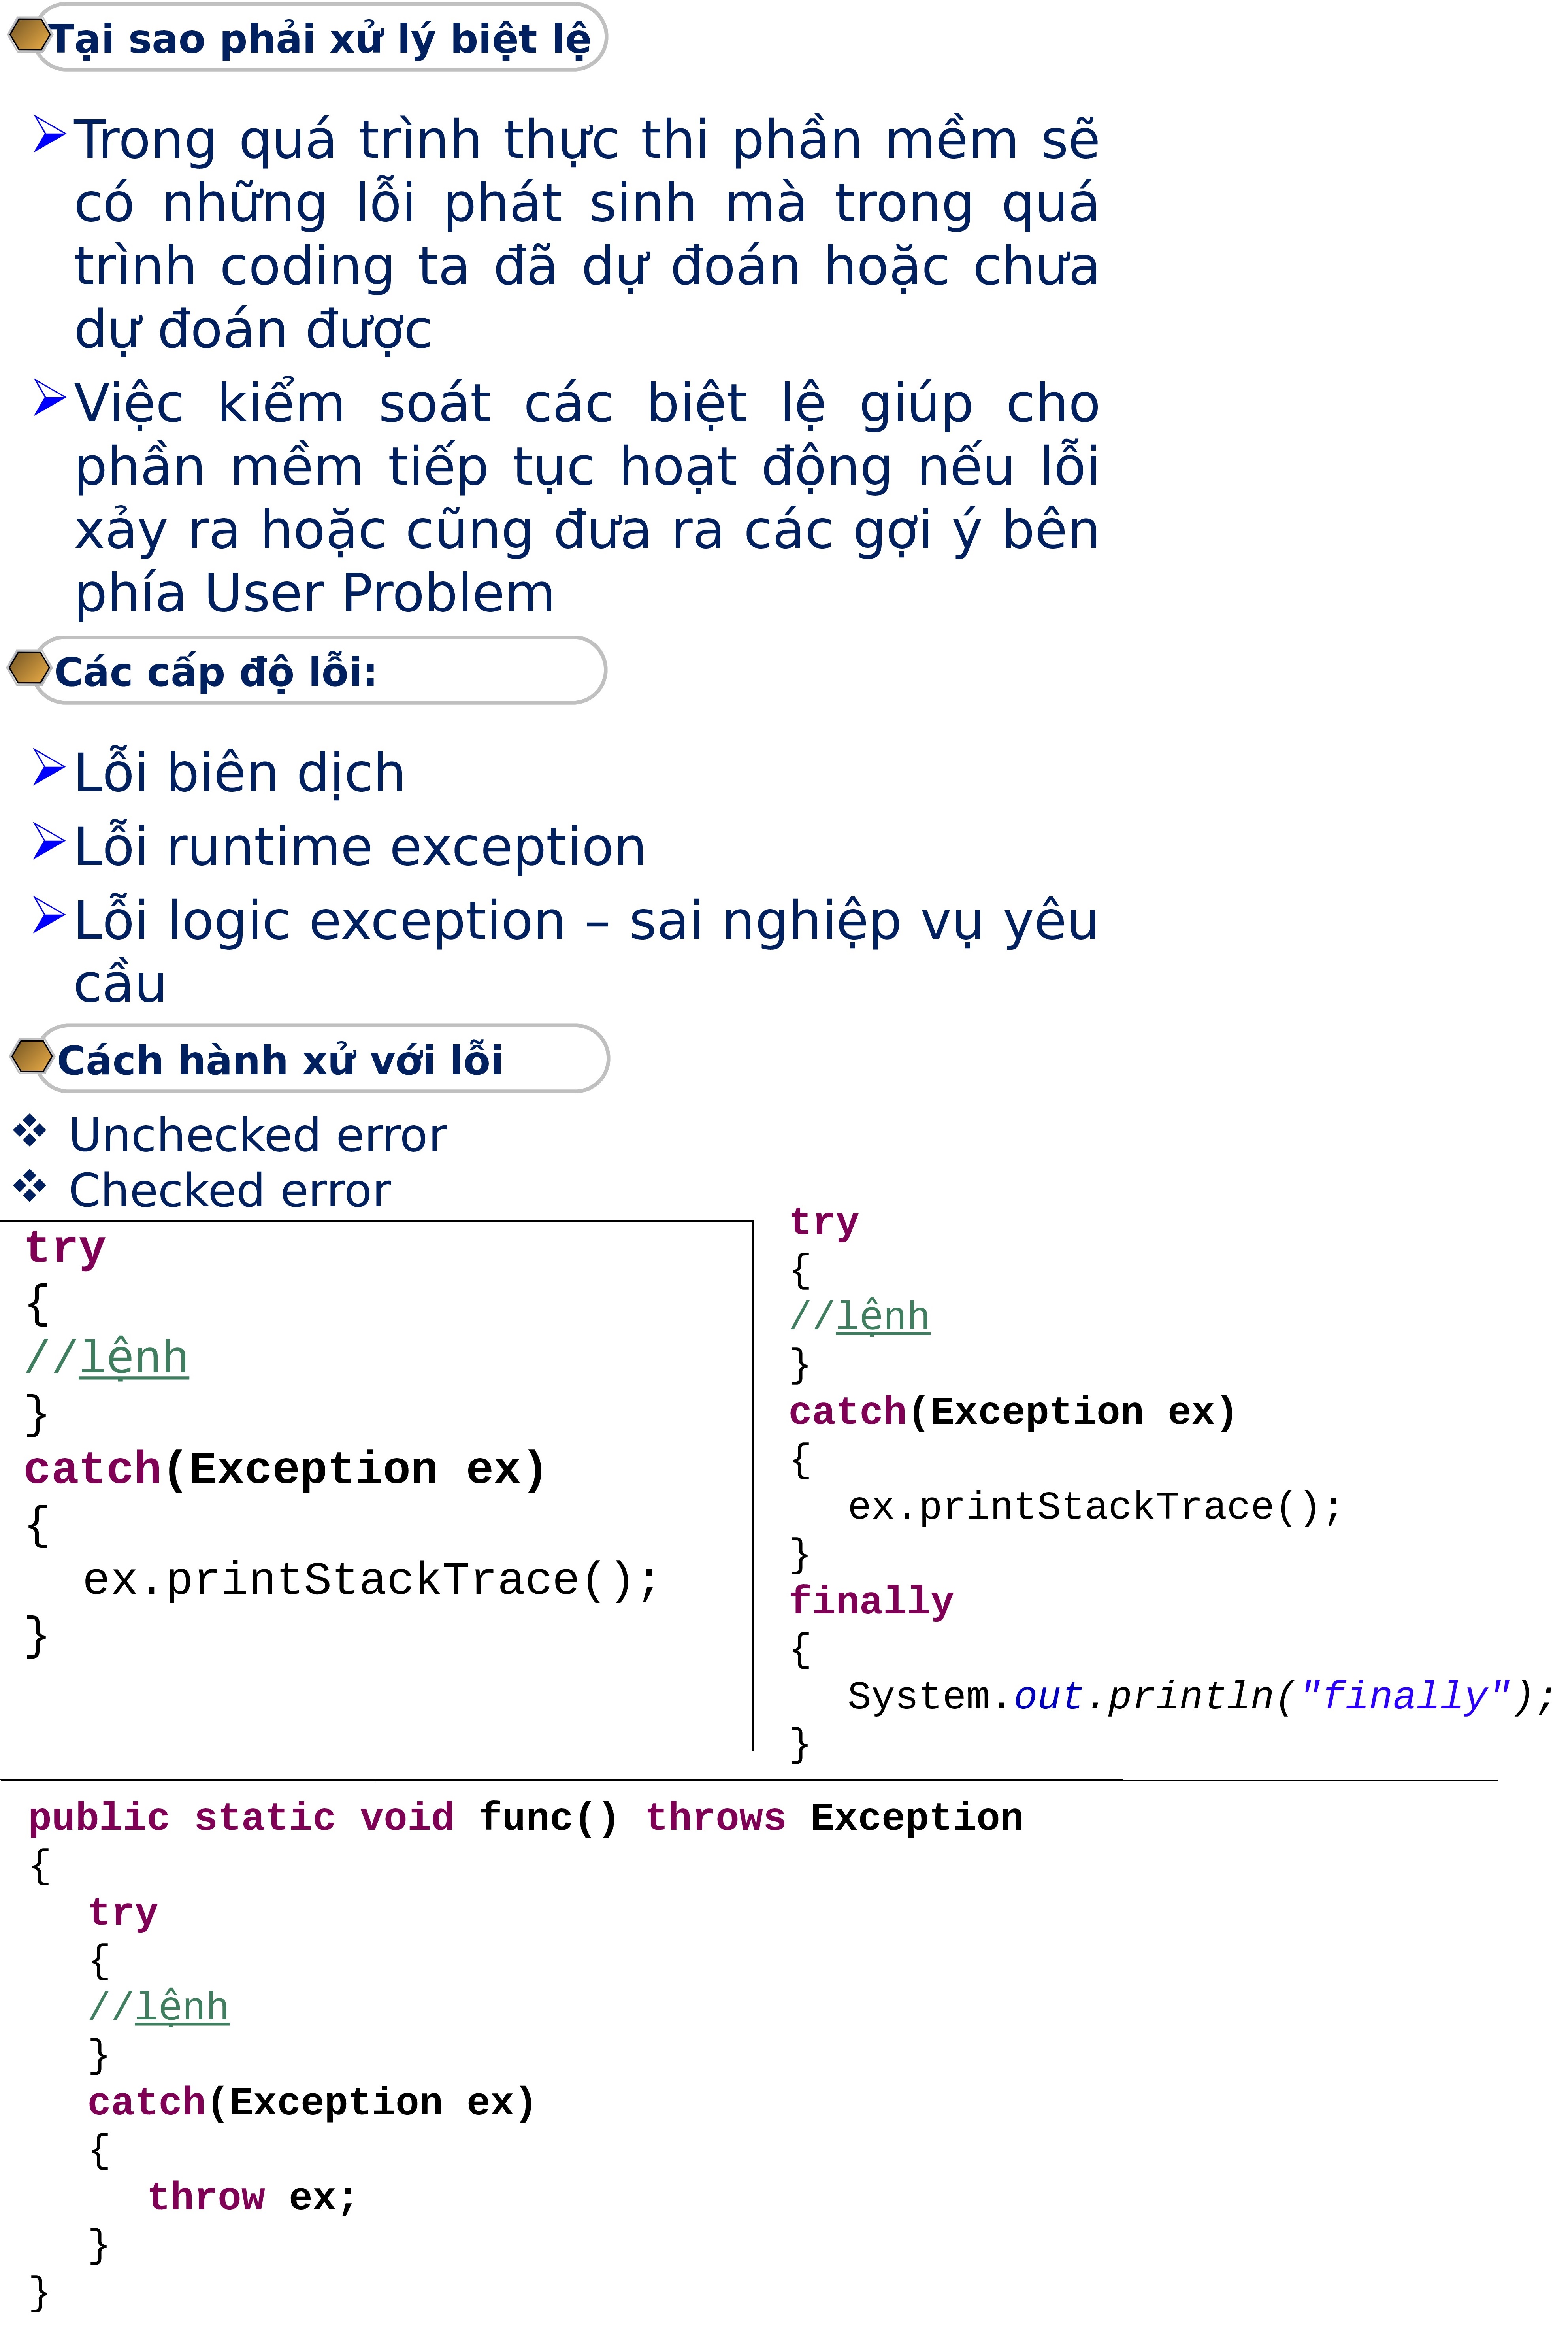 Tại sao phải xử lý biệt lệ
Trong quá trình thực thi phần mềm sẽ
có những lỗi phát sinh mà trong quá
trình coding ta đã dự đoán hoặc chưa
dự đoán được
Việc kiểm soát các biệt lệ giúp cho
phần mềm tiếp tục hoạt động nếu lỗi
xảy ra hoặc cũng đưa ra các gợi ý bên
phía User Problem
Các cấp độ lỗi:
Lỗi biên dịch
Lỗi runtime exception
Lỗi logic exception – sai nghiệp vụ yêu
cầu
Cách hành xử với lỗi
❖ Unchecked error
❖ Checked error
try
{
//lệnh
}
catch(Exception ex)
{
ex.printStackTrace();
}
try
{
//lệnh
}
catch(Exception ex)
{
ex.printStackTrace();
}
finally
{
System.out.println("finally");
}
public static void func() throws Exception
{
try
{
//lệnh
}
catch(Exception ex)
{
throw ex;
}
}